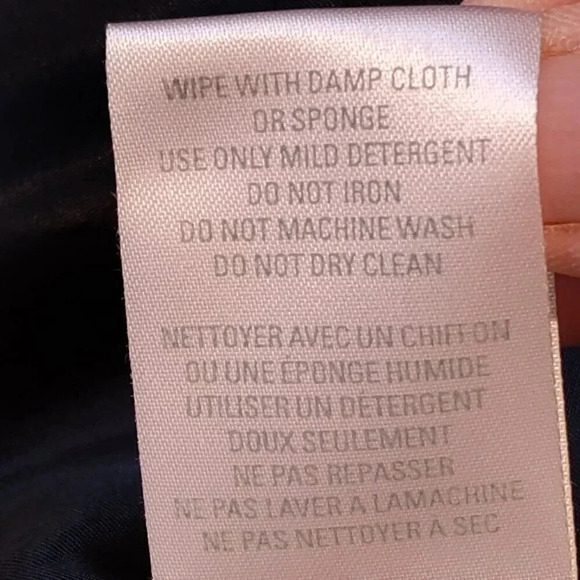 WIPE WITH DAMP CLOTH
OR SPONGE
USE ONLY MILD DETERGENT
DO NOT IRON
DO NOT MACHINE WASH
DO NOT DRY CLEAN
NETTOYER AVEC UN CHIFFON
OU UNE ÉPONGE HUMIDE
UTILISER UN DÉTERGENT
DOUX SEULEMENT
NE PAS REPASSER
NE PAS LAVER A LAMACHINE
NE PAS NETTOYER A SEC